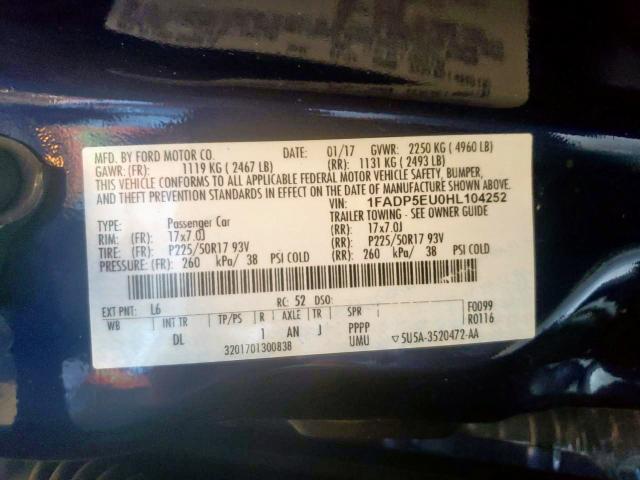 MFD. BY FORD MOTOR CO. DATE: 01/17 GVWR: 2250 KG ( 4960 LB)
GAWR: (FR): 1119 KG ( 2467 LB) (RR): 1131 KG ( 2493 LB)
THIS VEHICLE CONFORMS TO ALL APPLICABLE FEDERAL MOTOR VEHICLE SAFETY, BUMPER,
AND THEFT PREVENTION STANDARDS IN EFFECT ON THE DATE OF MANUFACTURE SHOWN ABOVE.
VIN: 1FADP5EU0HL104252
TYPE: Passenger Car TRAILER TOWING - SEE OWNER GUIDE
RIM: (FR): 17x7.0J (RR): 17x7.0J
TIRE: (FR): P225/50R17 93V (RR): P225/50R17 93V
PRESSURE: (FR): 260 kPa/ 38 PSI COLD (RR): 260 kPa/ 38 PSI COLD
EXT PNT: L6 RC: 52 DSO: F0099
WB INT TR TP/PS R AXLE TR SPR R0116
DL 1 AN J PPPP
3201701300838 UMU ▽5U5A-3520472-AA